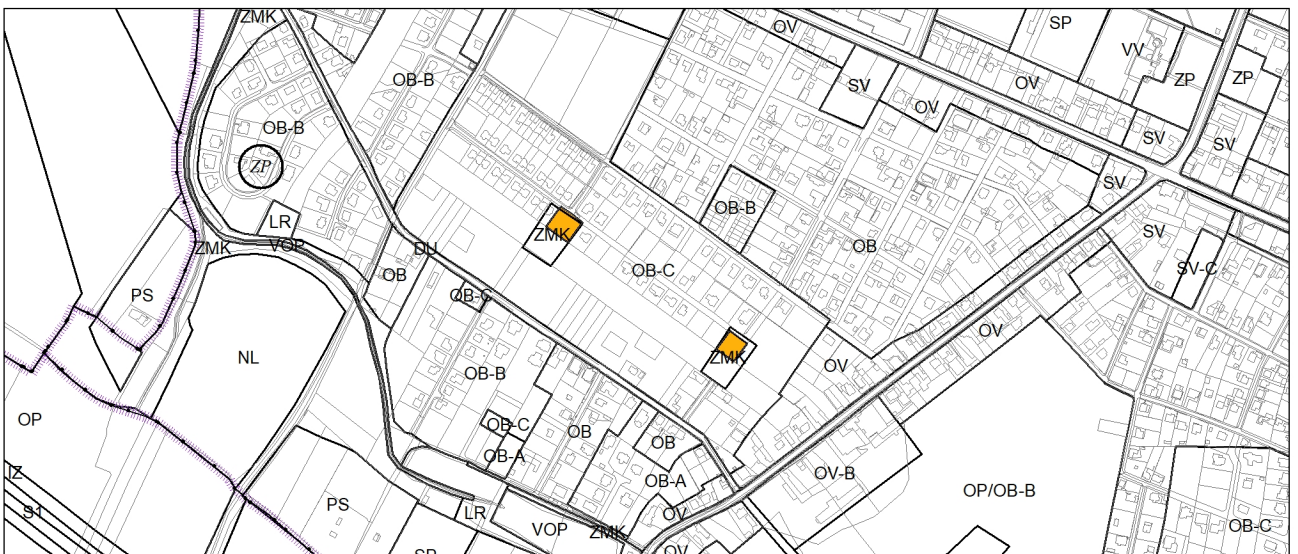 ZMK
OV
SP
VV
ZP
ZP
OB-B
SV
OV
OV
OB-B
SV
SV
ZP
SV
LR
OB-B
SV
ZMK
VOP
DU
ZMK
OB
OB
OB-C
SV-C
PS
OB-C
OV
NL
ZMK
OV
OB-B
OP
OB-C
OB
OB
OB-A
IZ
OB-A
OV-B
OP/OB-B
S1
PS
LR
OV
VOP
ZMK
OB-C
SP
OV